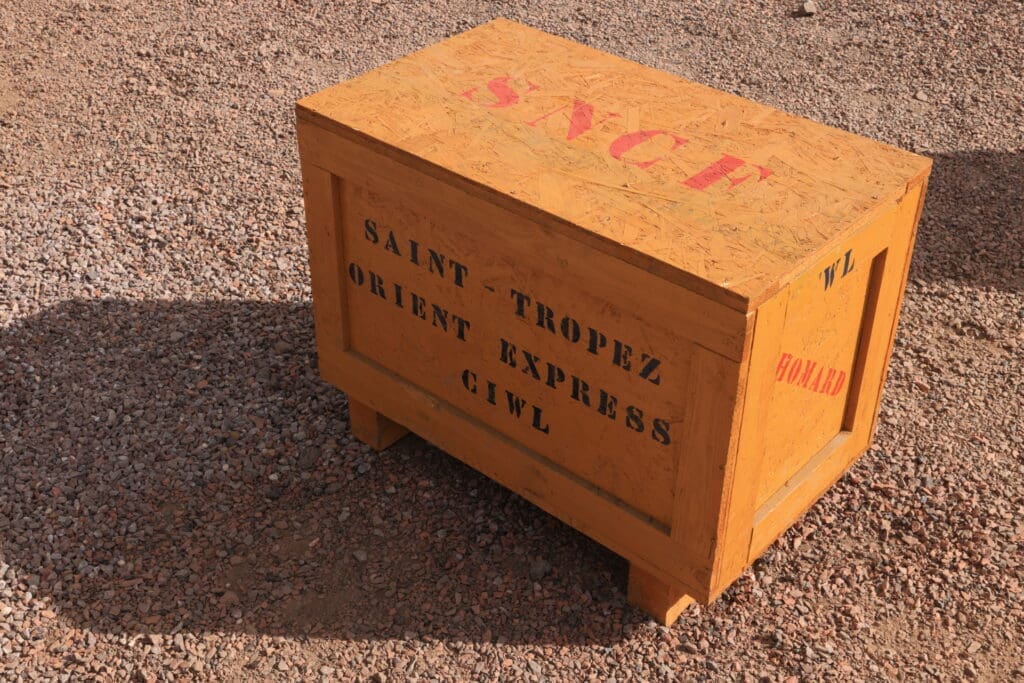 SNCF
SAINT - TROPEZ
ORIENT EXPRESS
CIWL
WL
HOMARD